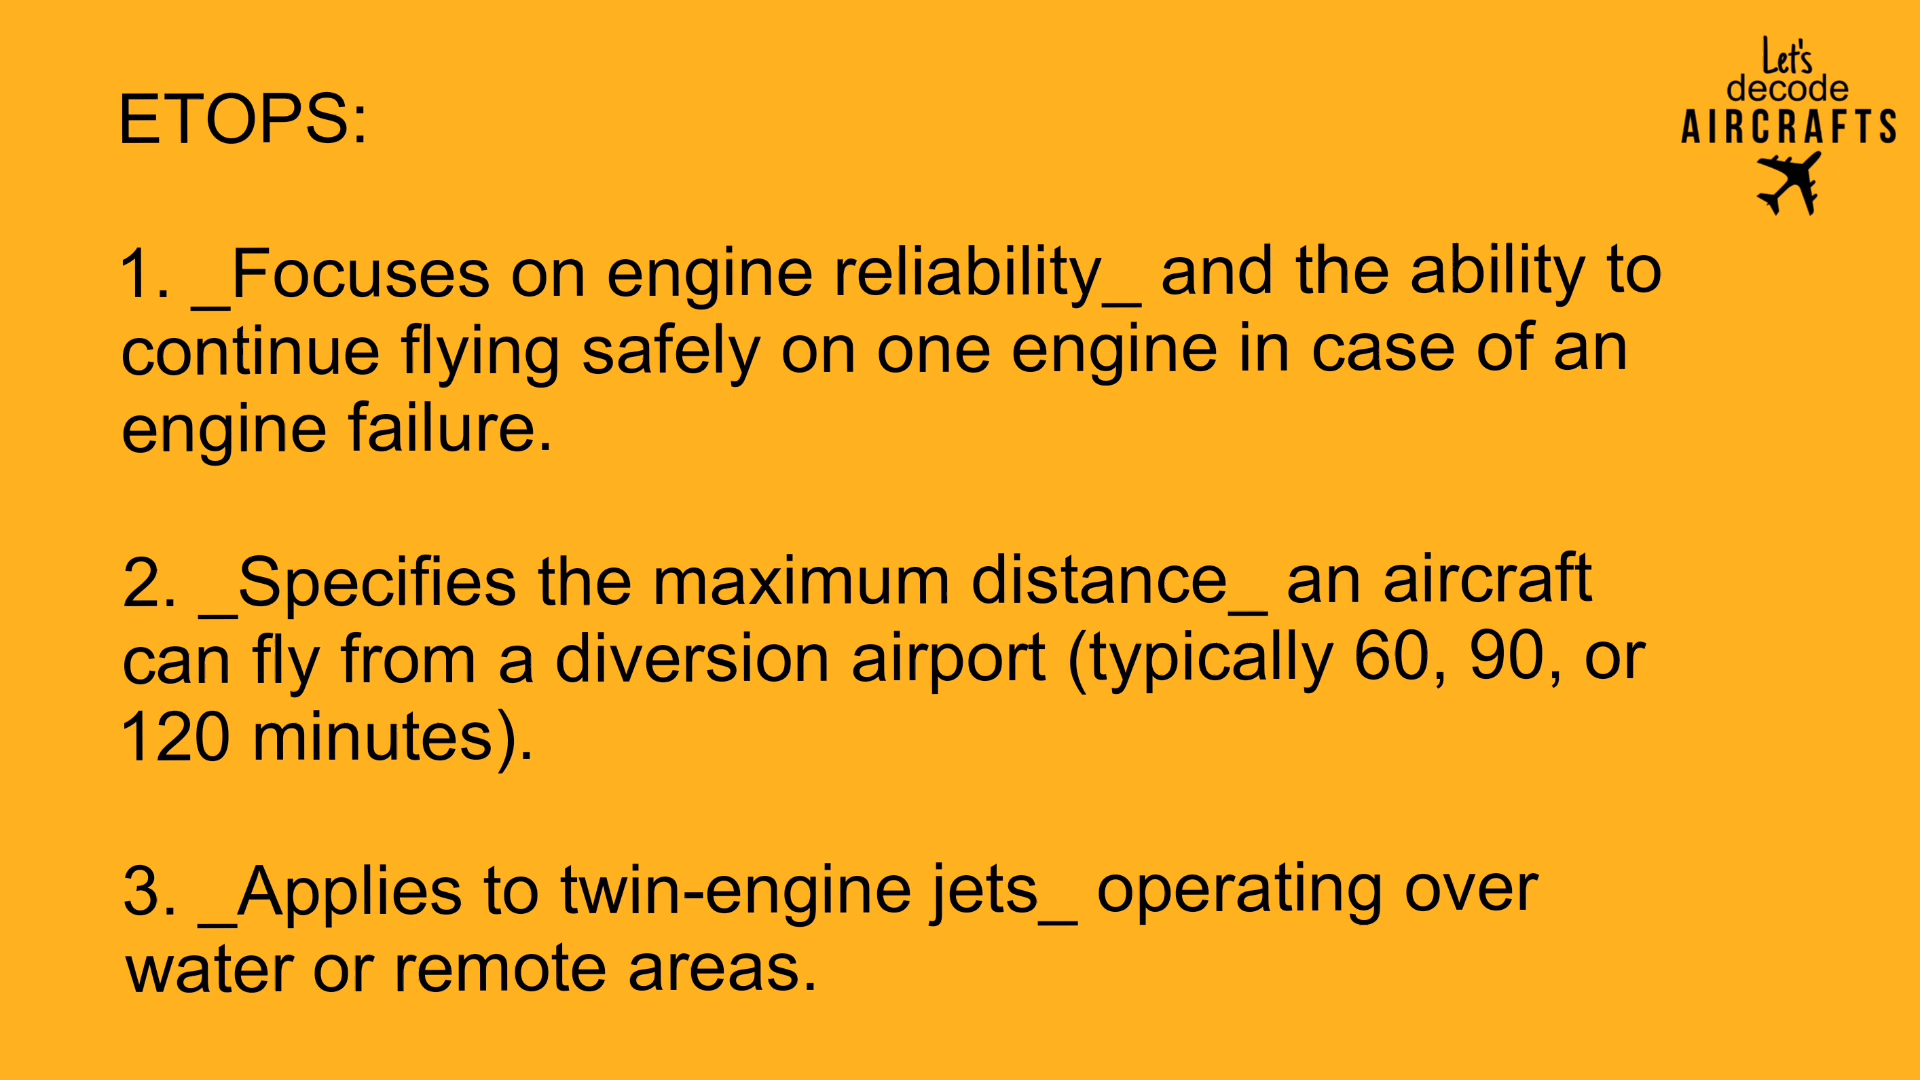 Let's
decode
AIRCRAFTS
ETOPS:
1. _Focuses on engine reliability_ and the ability to
continue flying safely on one engine in case of an
engine failure.
2. _Specifies the maximum distance_ an aircraft
can fly from a diversion airport (typically 60, 90, or
120 minutes).
3. _Applies to twin-engine jets_ operating over
water or remote areas.